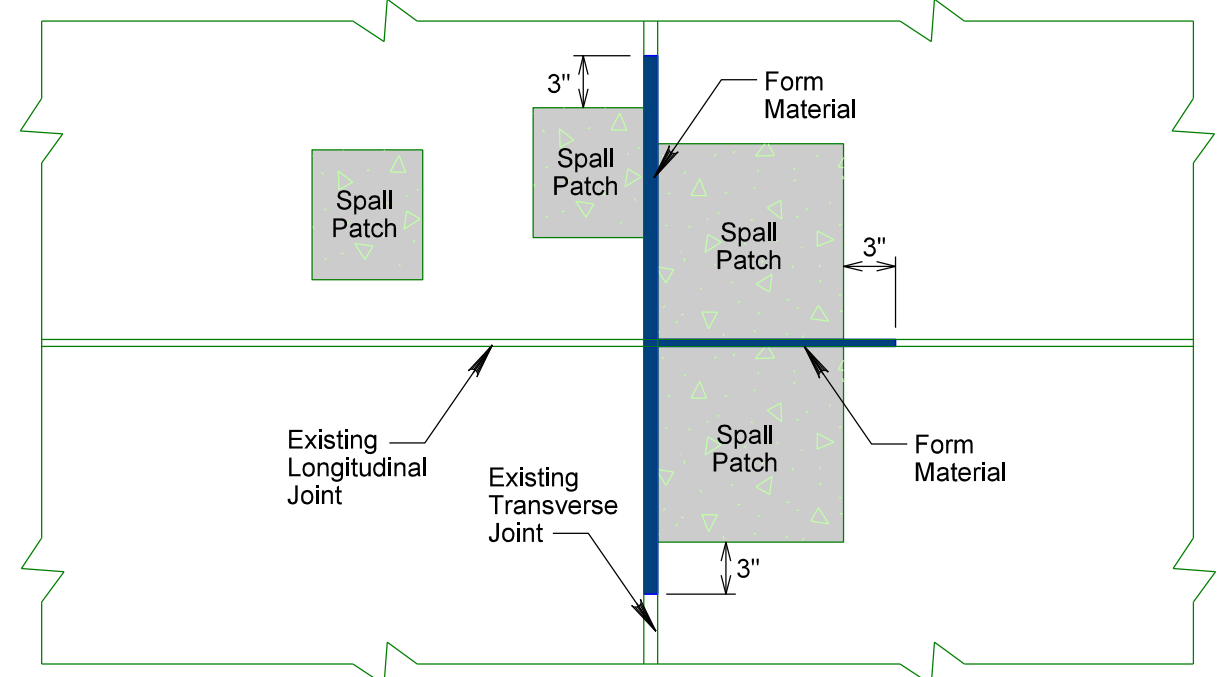 3"
Form
Material
Spall
Patch
Spall
Patch
Spall
Patch
3"
Existing
Longitudinal
Joint
Existing
Transverse
Joint
Spall
Patch
Form
Material
3"